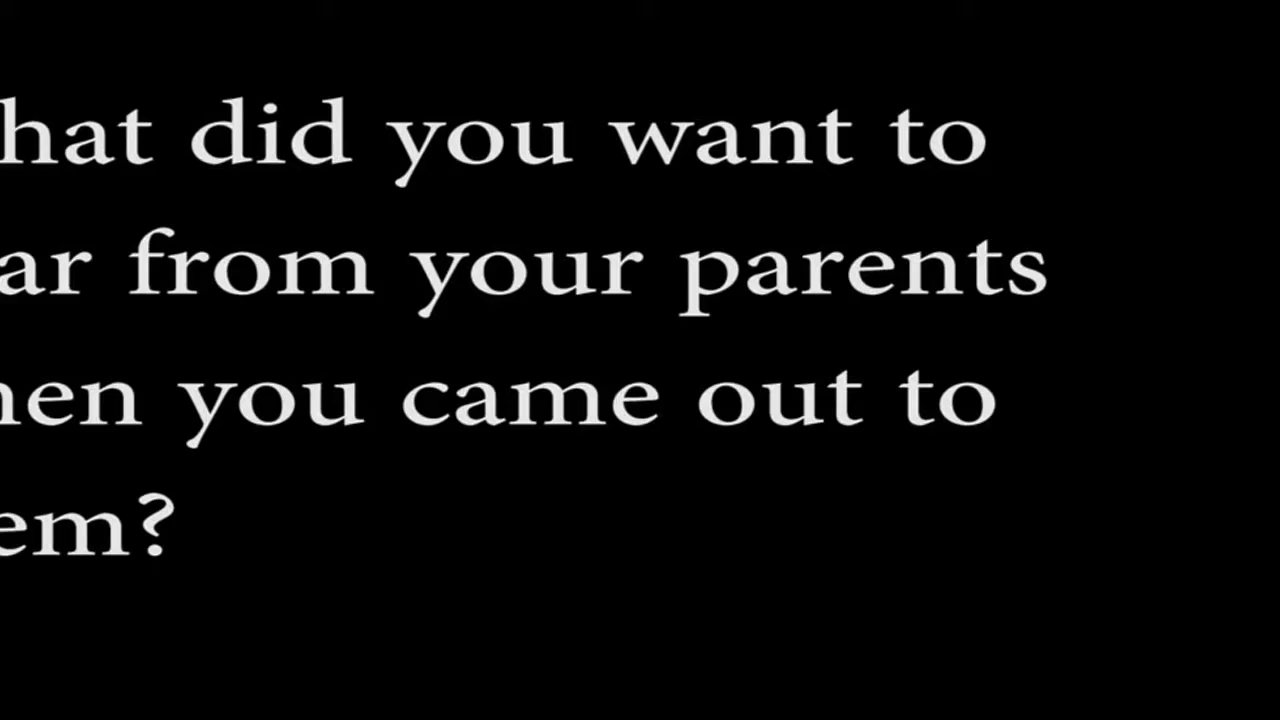 hat did you want to
ar from your parents
hen you came out to
em?